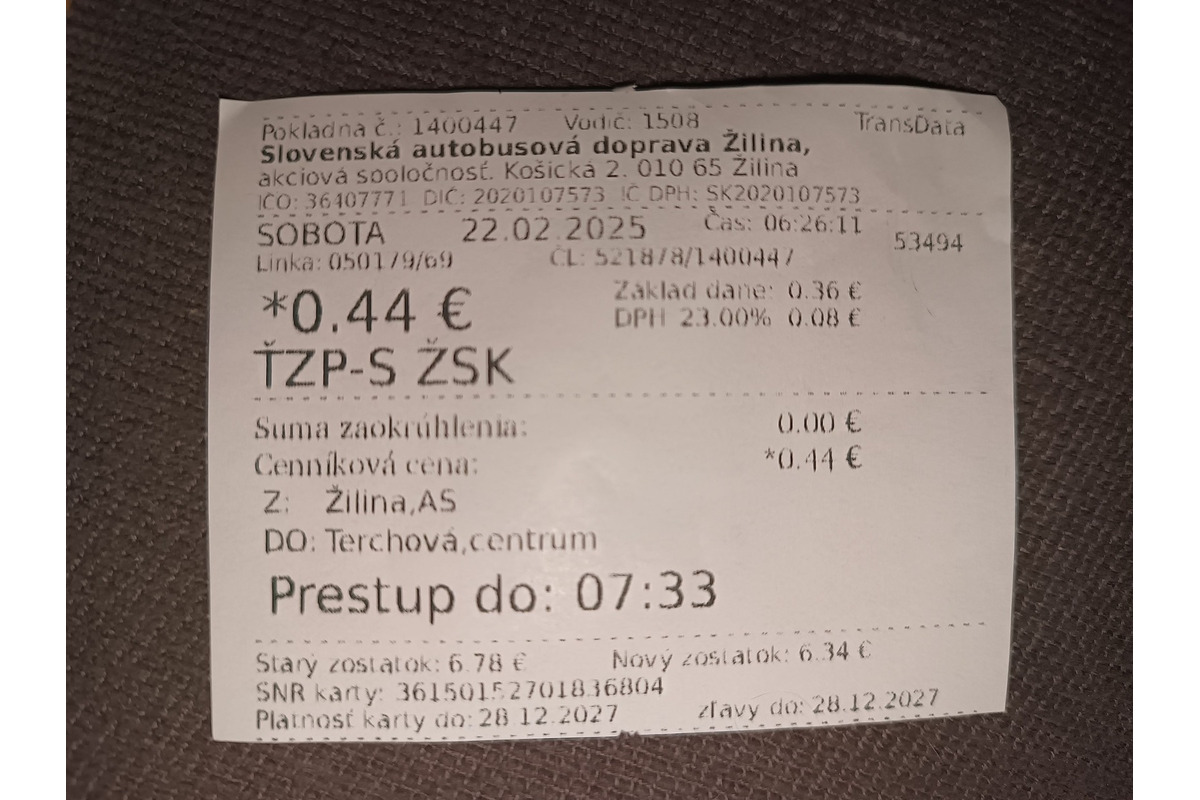 Pokladňa č.: 1400447 Vodič: 1508 TransData
Slovenská autobusová doprava Žilina,
akciová spoločnosť. Košická 2. 010 65 Žilina
IČO: 36407771 DIČ: 2020107573 IČ DPH: SK2020107573
SOBOTA 22.02.2025 Čas: 06:26:11 53494
Linka: 050179/69 ČL: 52187/8/1400447
*0.44 € Základ dane: 0.36 €
DPH 23.00% 0.08 €
ŤZP-S ŽSK
Suma zaokrúhlenia: 0.00 €
Cenníková cena: *0.44 €
Z: Žilina,AS
DO: Terchová,centrum
Prestup do: 07:33
Starý zostatok: 6.78 € Nový zostatok: 6.34 €
SNR karty: 36150152701836804
Platnosť karty do: 28.12.2027 zľavy do: 28.12.2027